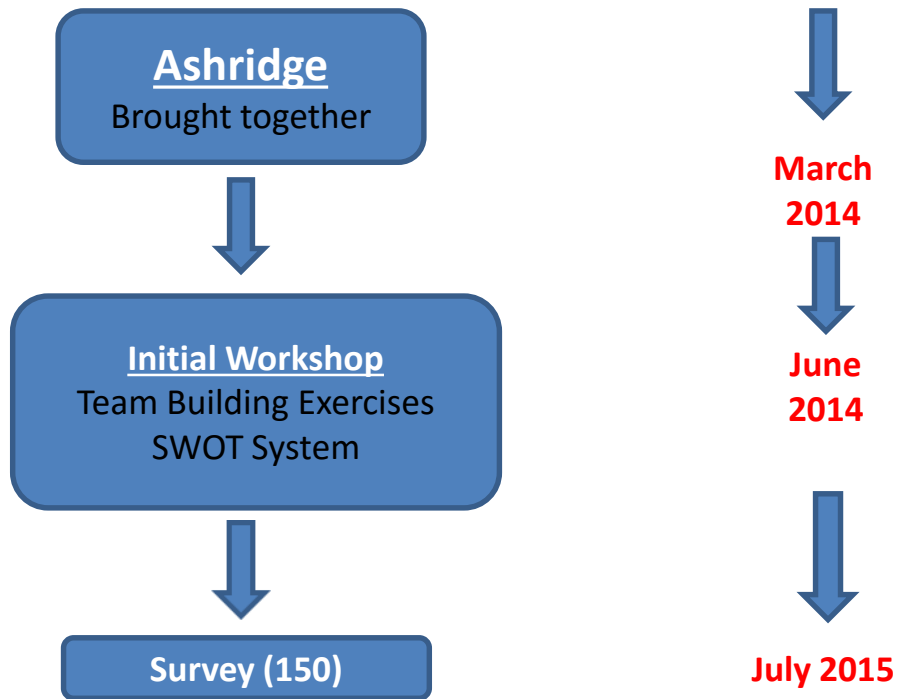 Ashridge
Brought together
March
2014
Initial Workshop
Team Building Exercises
SWOT System
June
2014
Survey (150)
July 2015